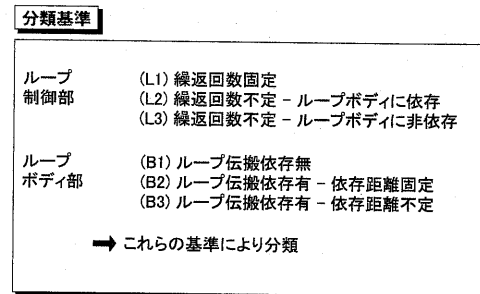 分類基準
ループ
制御部
(L1) 繰返回数固定
(L2) 繰返回数不定 - ループボディに依存
(L3) 繰返回数不定 - ループボディに非依存
ループ
ボディ部
(B1) ループ伝搬依存無
(B2) ループ伝搬依存有 - 依存距離固定
(B3) ループ伝搬依存有 - 依存距離不定
➡ これらの基準により分類